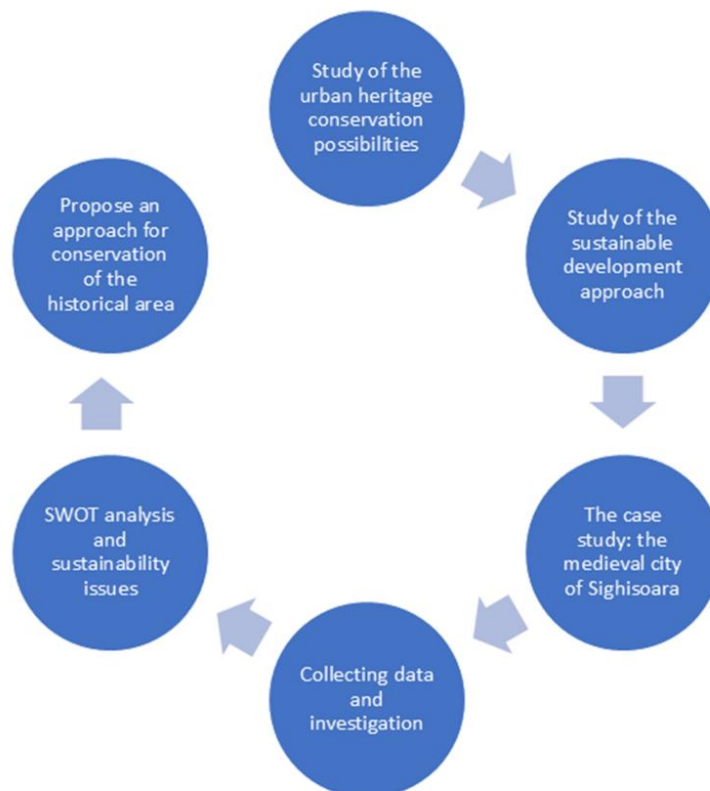 Study of the
urban heritage
conservation
possibilities
Study of the
sustainable
development
approach
The case
study: the
medieval city
of Sighisoara
Collecting data
and
investigation
SWOT analysis
and
sustainability
issues
Propose an
approach for
conservation
of the
historical area